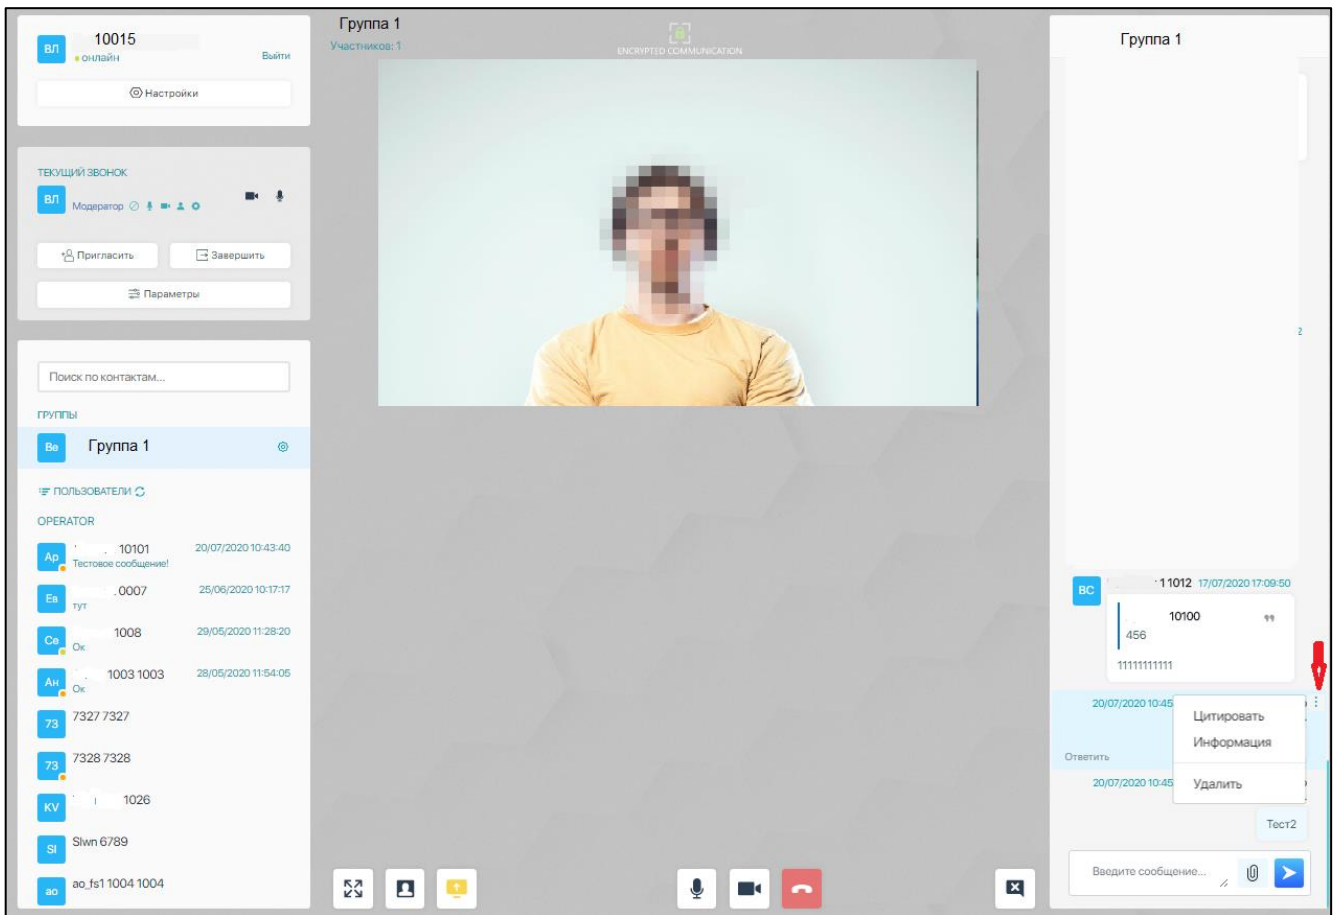 ВЛ
10015
онлайн
Выйти
Настройки
ТЕКУЩИЙ ЗВОНОК
ВЛ
Модератор
Пригласить
Завершить
Параметры
Поиск по контактам...
ГРУППЫ
Ве
Группа 1
ПОЛЬЗОВАТЕЛИ
OPERATOR
Ар
10101
20/07/2020 10:43:40
Тестовое сообщение!
Ев
.0007
25/06/2020 10:17:17
тут
Се
1008
29/05/2020 11:28:20
Ок
Ан
1003 1003
28/05/2020 11:54:05
Ок
73
7327 7327
73
7328 7328
KV
1026
Sl
Slwn 6789
ao
ao_fs1 1004 1004
Группа 1
Участников: 1
ENCRYPTED COMMUNICATION
Группа 1
2
ВС
11012 17/07/2020 17:09:50
10100
456
11111111111
20/07/2020 10:45
Цитировать
Информация
Ответить
20/07/2020 10:45
Удалить
Тест2
Введите сообщение...